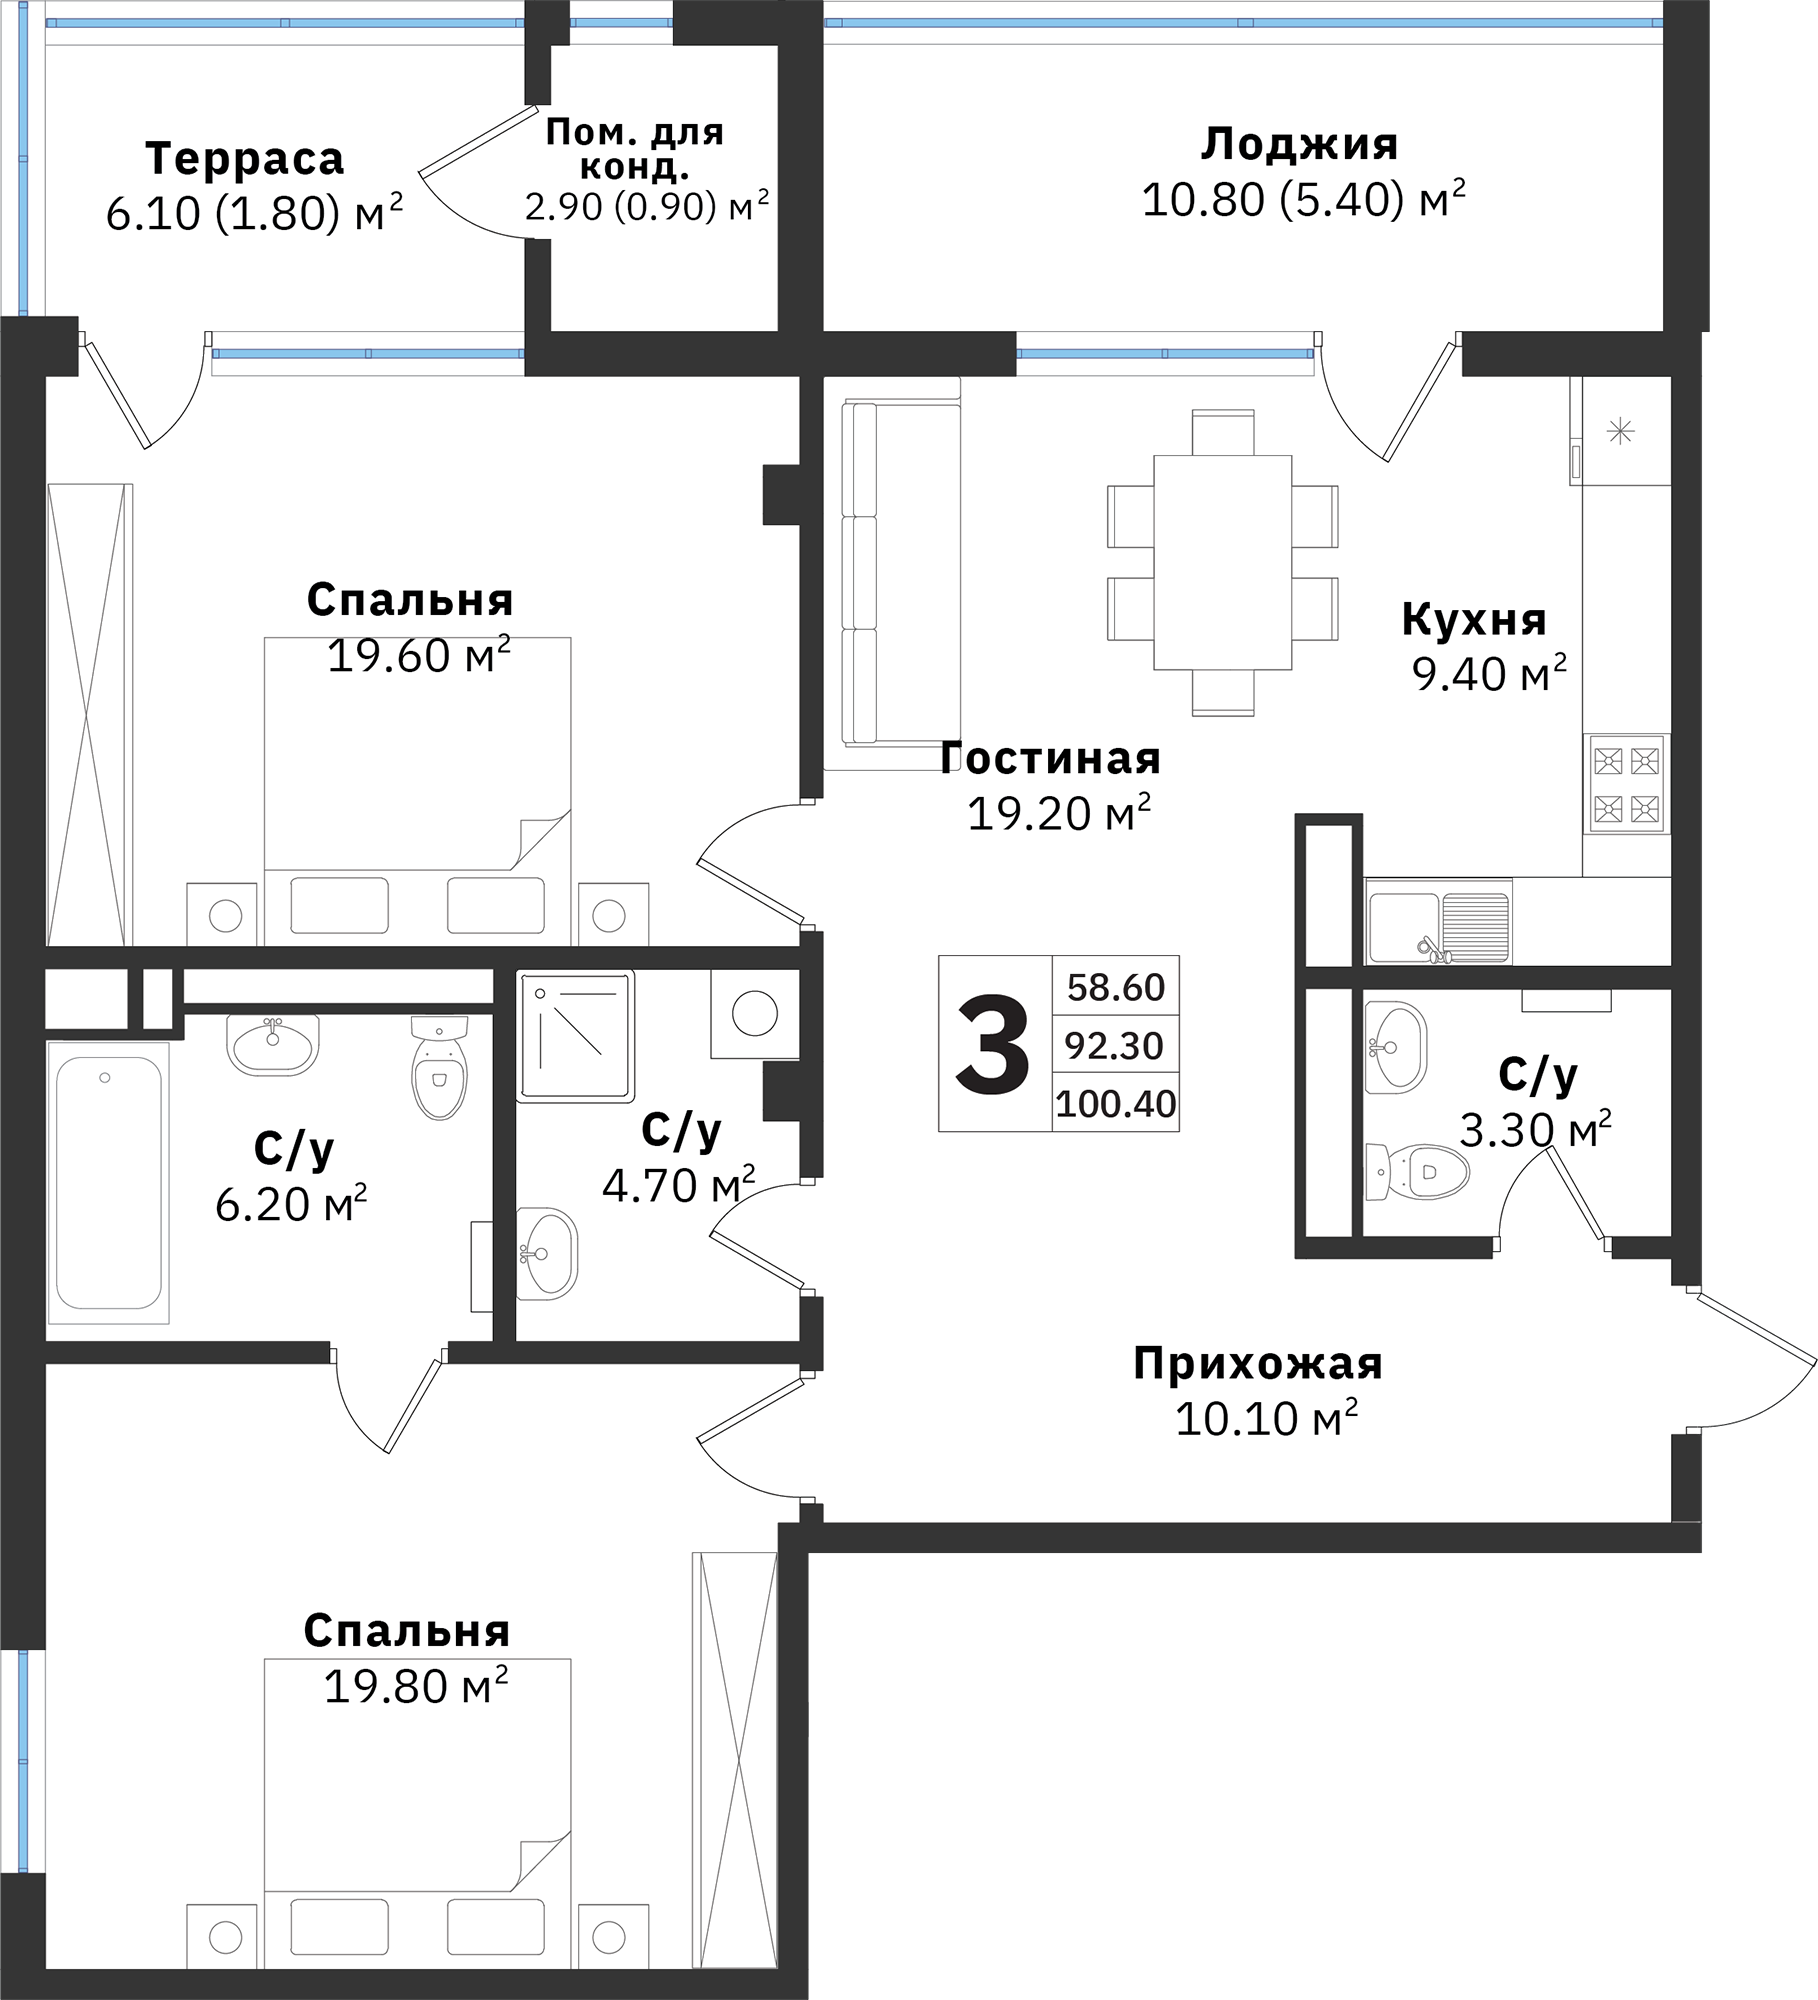 Терраса
6.10 (1.80) м²
Пом. для
конд.
2.90 (0.90) м²
Лоджия
10.80 (5.40) м²
Спальня
19.60 м²
Кухня
9.40 м²
Гостиная
19.20 м²
3
58.60
92.30
100.40
С/у
6.20 м²
С/у
4.70 м²
С/у
3.30 м²
Прихожая
10.10 м²
Спальня
19.80 м²